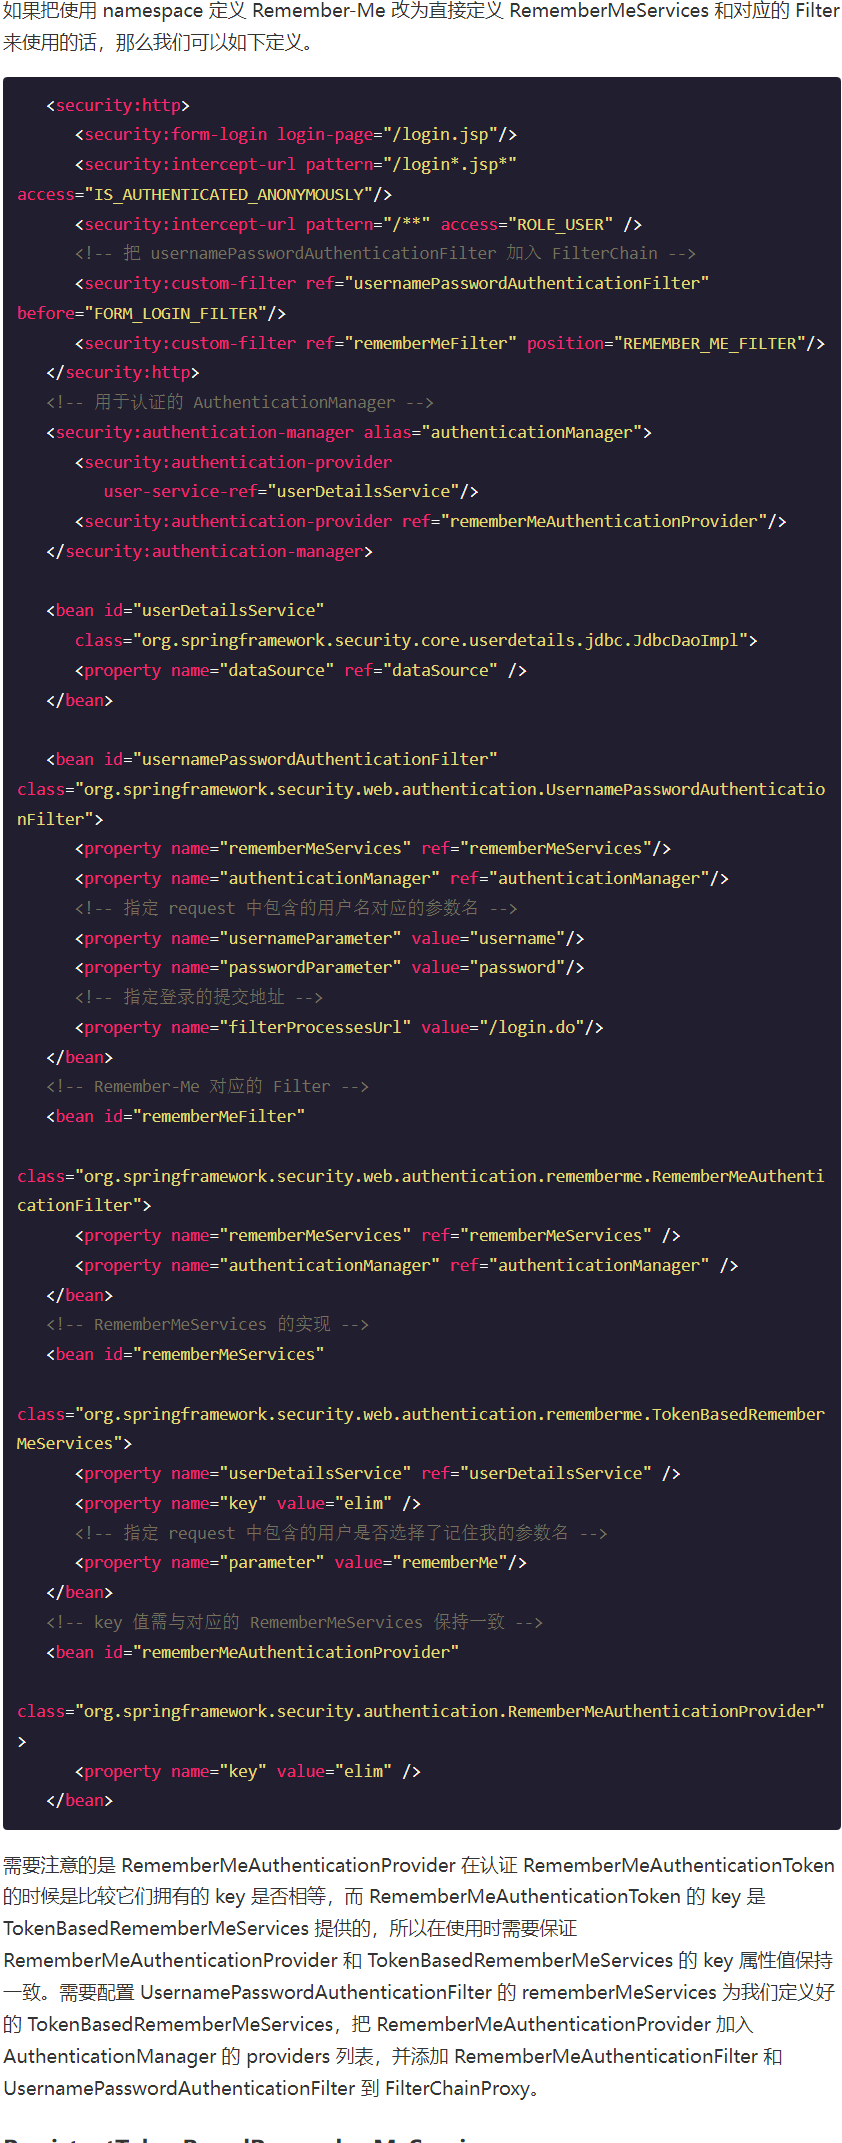 如果把使用 namespace 定义 Remember-Me 改为直接定义 RememberMeServices 和对应的 Filter
来使用的话，那么我们可以如下定义。
<security:http>
<security:form-login login-page="/login.jsp"/>
<security:intercept-url pattern="/login*.jsp*"
access="IS_AUTHENTICATED_ANONYMOUSLY"/>
<security:intercept-url pattern="/**" access="ROLE_USER" />
<!-- 把 usernamePasswordAuthenticationFilter 加入 FilterChain -->
<security:custom-filter ref="usernamePasswordAuthenticationFilter"
before="FORM_LOGIN_FILTER"/>
<security:custom-filter ref="rememberMeFilter" position="REMEMBER_ME_FILTER"/>
</security:http>
<!-- 用于认证的 AuthenticationManager -->
<security:authentication-manager alias="authenticationManager">
<security:authentication-provider
user-service-ref="userDetailsService"/>
<security:authentication-provider ref="rememberMeAuthenticationProvider"/>
</security:authentication-manager>
<bean id="userDetailsService"
class="org.springframework.security.core.userdetails.jdbc.JdbcDaoImpl">
<property name="dataSource" ref="dataSource" />
</bean>
<bean id="usernamePasswordAuthenticationFilter"
class="org.springframework.security.web.authentication.UsernamePasswordAuthenticatio
nFilter">
<property name="rememberMeServices" ref="rememberMeServices"/>
<property name="authenticationManager" ref="authenticationManager"/>
<!-- 指定 request 中包含的用户名对应的参数名 -->
<property name="usernameParameter" value="username"/>
<property name="passwordParameter" value="password"/>
<!-- 指定登录的提交地址 -->
<property name="filterProcessesUrl" value="/login.do"/>
</bean>
<!-- Remember-Me 对应的 Filter -->
<bean id="rememberMeFilter"
class="org.springframework.security.web.authentication.rememberme.RememberMeAuthenti
cationFilter">
<property name="rememberMeServices" ref="rememberMeServices" />
<property name="authenticationManager" ref="authenticationManager" />
</bean>
<!-- RememberMeServices 的实现 -->
<bean id="rememberMeServices"
class="org.springframework.security.web.authentication.rememberme.TokenBasedRemember
MeServices">
<property name="userDetailsService" ref="userDetailsService" />
<property name="key" value="elim" />
<!-- 指定 request 中包含的用户是否选择了记住我的参数名 -->
<property name="parameter" value="rememberMe"/>
</bean>
<!-- key 值需与对应的 RememberMeServices 保持一致 -->
<bean id="rememberMeAuthenticationProvider"
class="org.springframework.security.authentication.RememberMeAuthenticationProvider"
>
<property name="key" value="elim" />
</bean>
需要注意的是 RememberMeAuthenticationProvider 在认证 RememberMeAuthenticationToken
的时候是比较它们拥有的 key 是否相等，而 RememberMeAuthenticationToken 的 key 是
TokenBasedRememberMeServices 提供的，所以在使用时需要保证
RememberMeAuthenticationProvider 和 TokenBasedRememberMeServices 的 key 属性值保持
一致。需要配置 UsernamePasswordAuthenticationFilter 的 rememberMeServices 为我们定义好
的 TokenBasedRememberMeServices，把 RememberMeAuthenticationProvider 加入
AuthenticationManager 的 providers 列表，并添加 RememberMeAuthenticationFilter 和
UsernamePasswordAuthenticationFilter 到 FilterChainProxy。